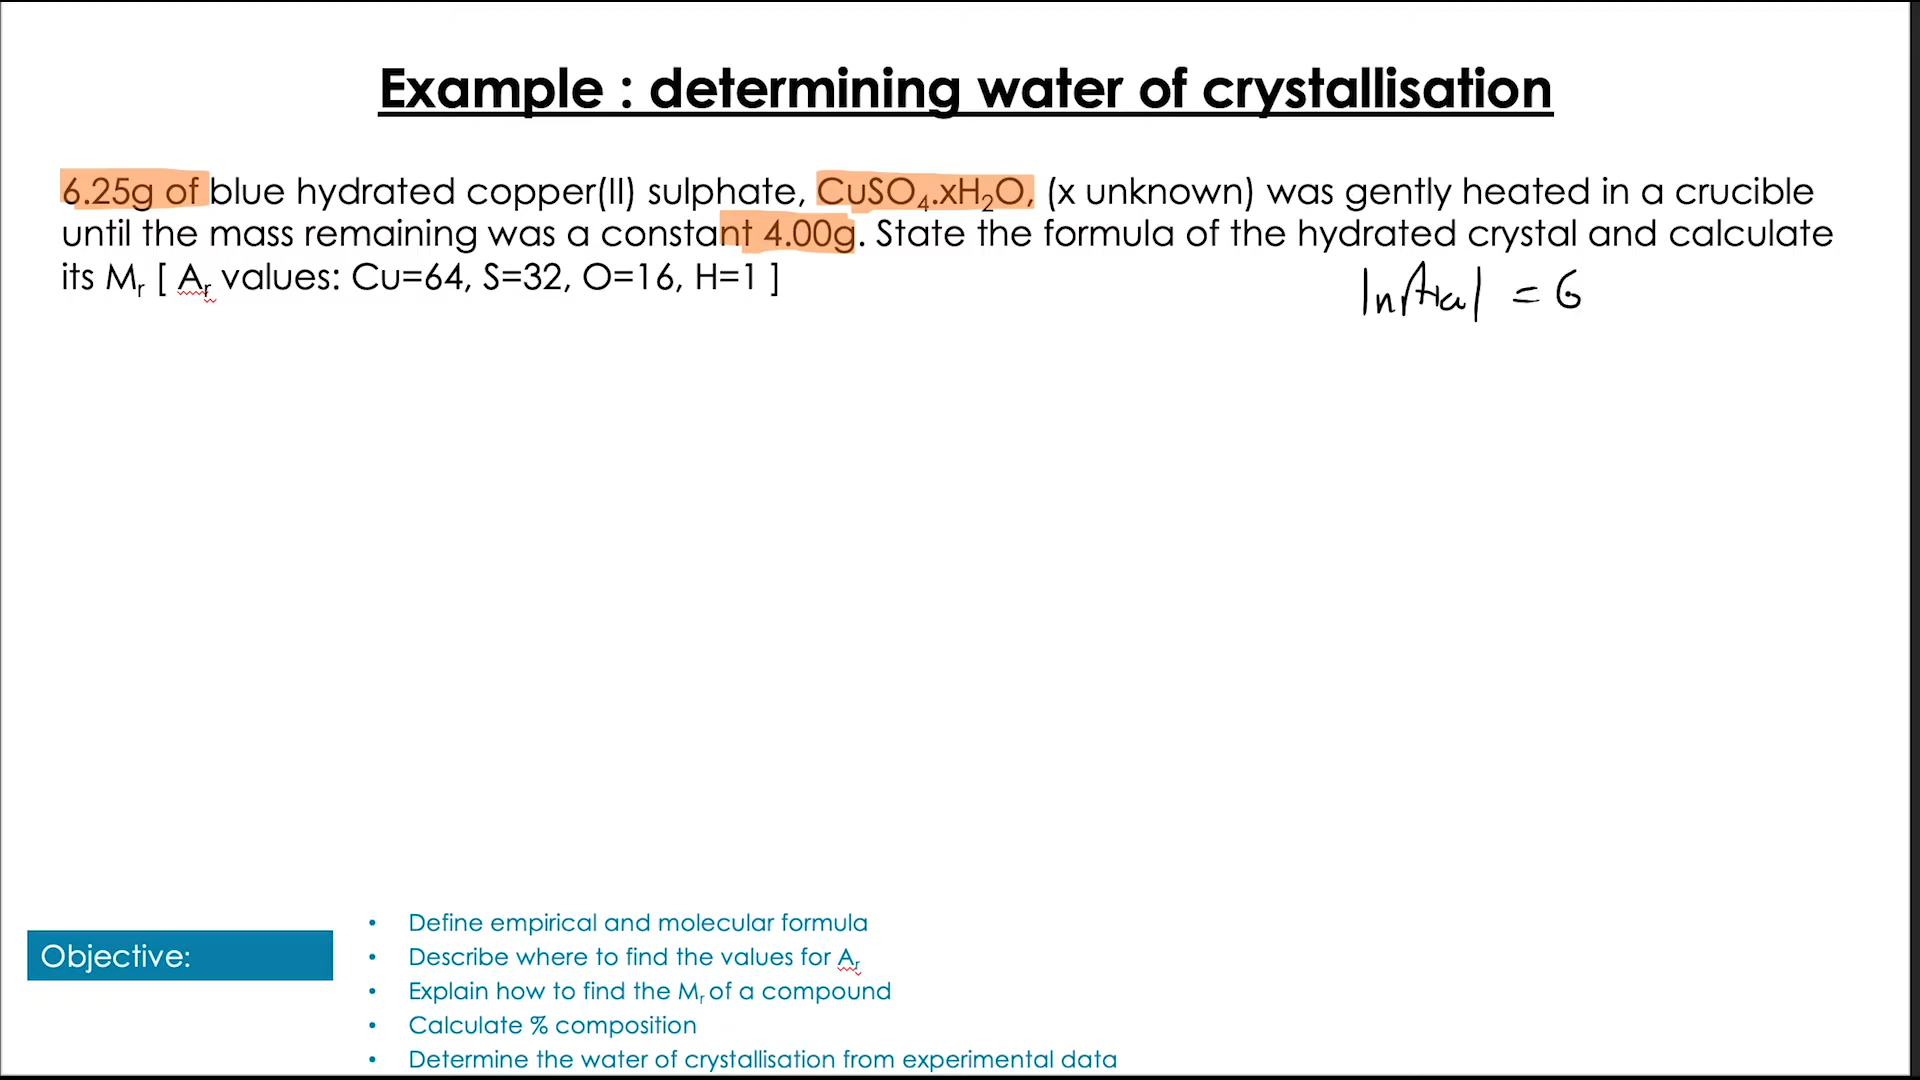 Example : determining water of crystallisation
6.25g of blue hydrated copper(II) sulphate, CuSO₄.xH₂O, (x unknown) was gently heated in a crucible
until the mass remaining was a constant 4.00g. State the formula of the hydrated crystal and calculate
its Mᵣ [ Aᵣ values: Cu=64, S=32, O=16, H=1 ]
Initial = 6
Objective:
• Define empirical and molecular formula
• Describe where to find the values for Aᵣ
• Explain how to find the Mᵣ of a compound
• Calculate % composition
• Determine the water of crystallisation from experimental data